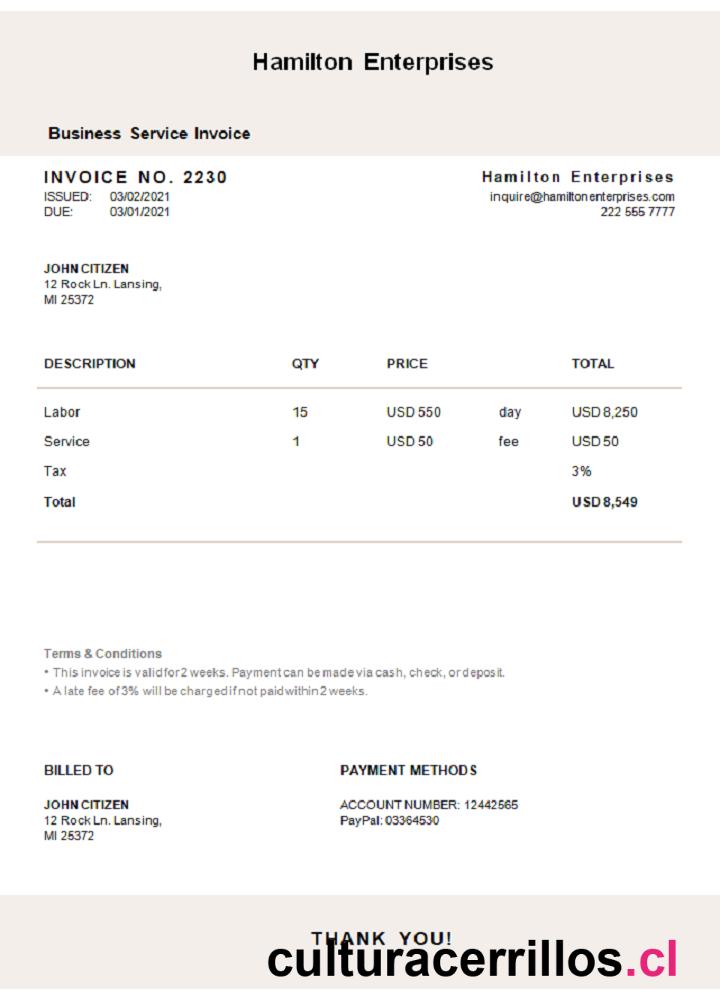 Hamilton Enterprises
Business Service Invoice
INVOICE NO. 2230
ISSUED: 03/02/2021
DUE: 03/01/2021
Hamilton Enterprises
inquire@hamiltonenterprises.com
222 555 7777
JOHN CITIZEN
12 Rock Ln. Lansing,
MI 25372
DESCRIPTION QTY PRICE TOTAL
Labor 15 USD 550 day USD 8,250
Service 1 USD 50 fee USD 50
Tax 3%
Total USD 8,549
Terms & Conditions
• This invoice is valid for 2 weeks. Payment can be made via cash, check, or deposit.
• A late fee of 3% will be charged if not paid within 2 weeks.
BILLED TO
JOHN CITIZEN
12 Rock Ln. Lansing,
MI 25372
PAYMENT METHODS
ACCOUNT NUMBER: 12442565
PayPal: 03364530
THANK YOU!
culturacerrillos.cl